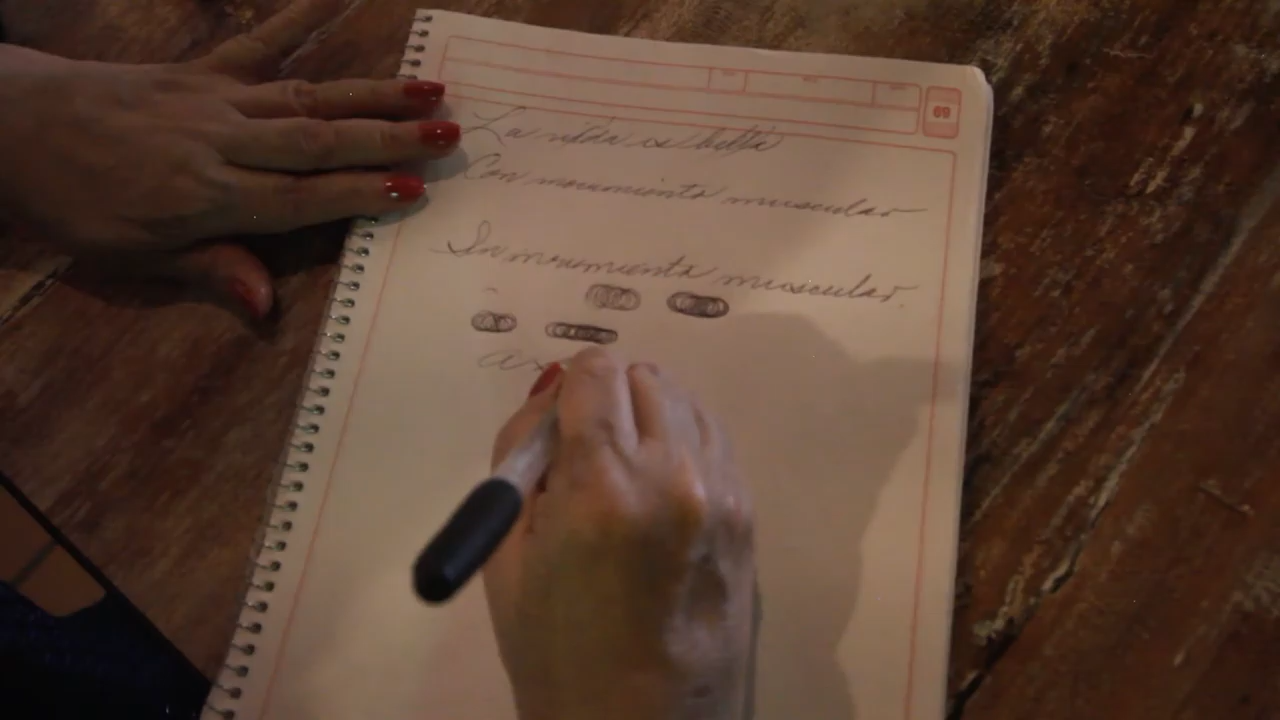 La vida es bella
Con movimiento muscular
Sin movimiento muscular.